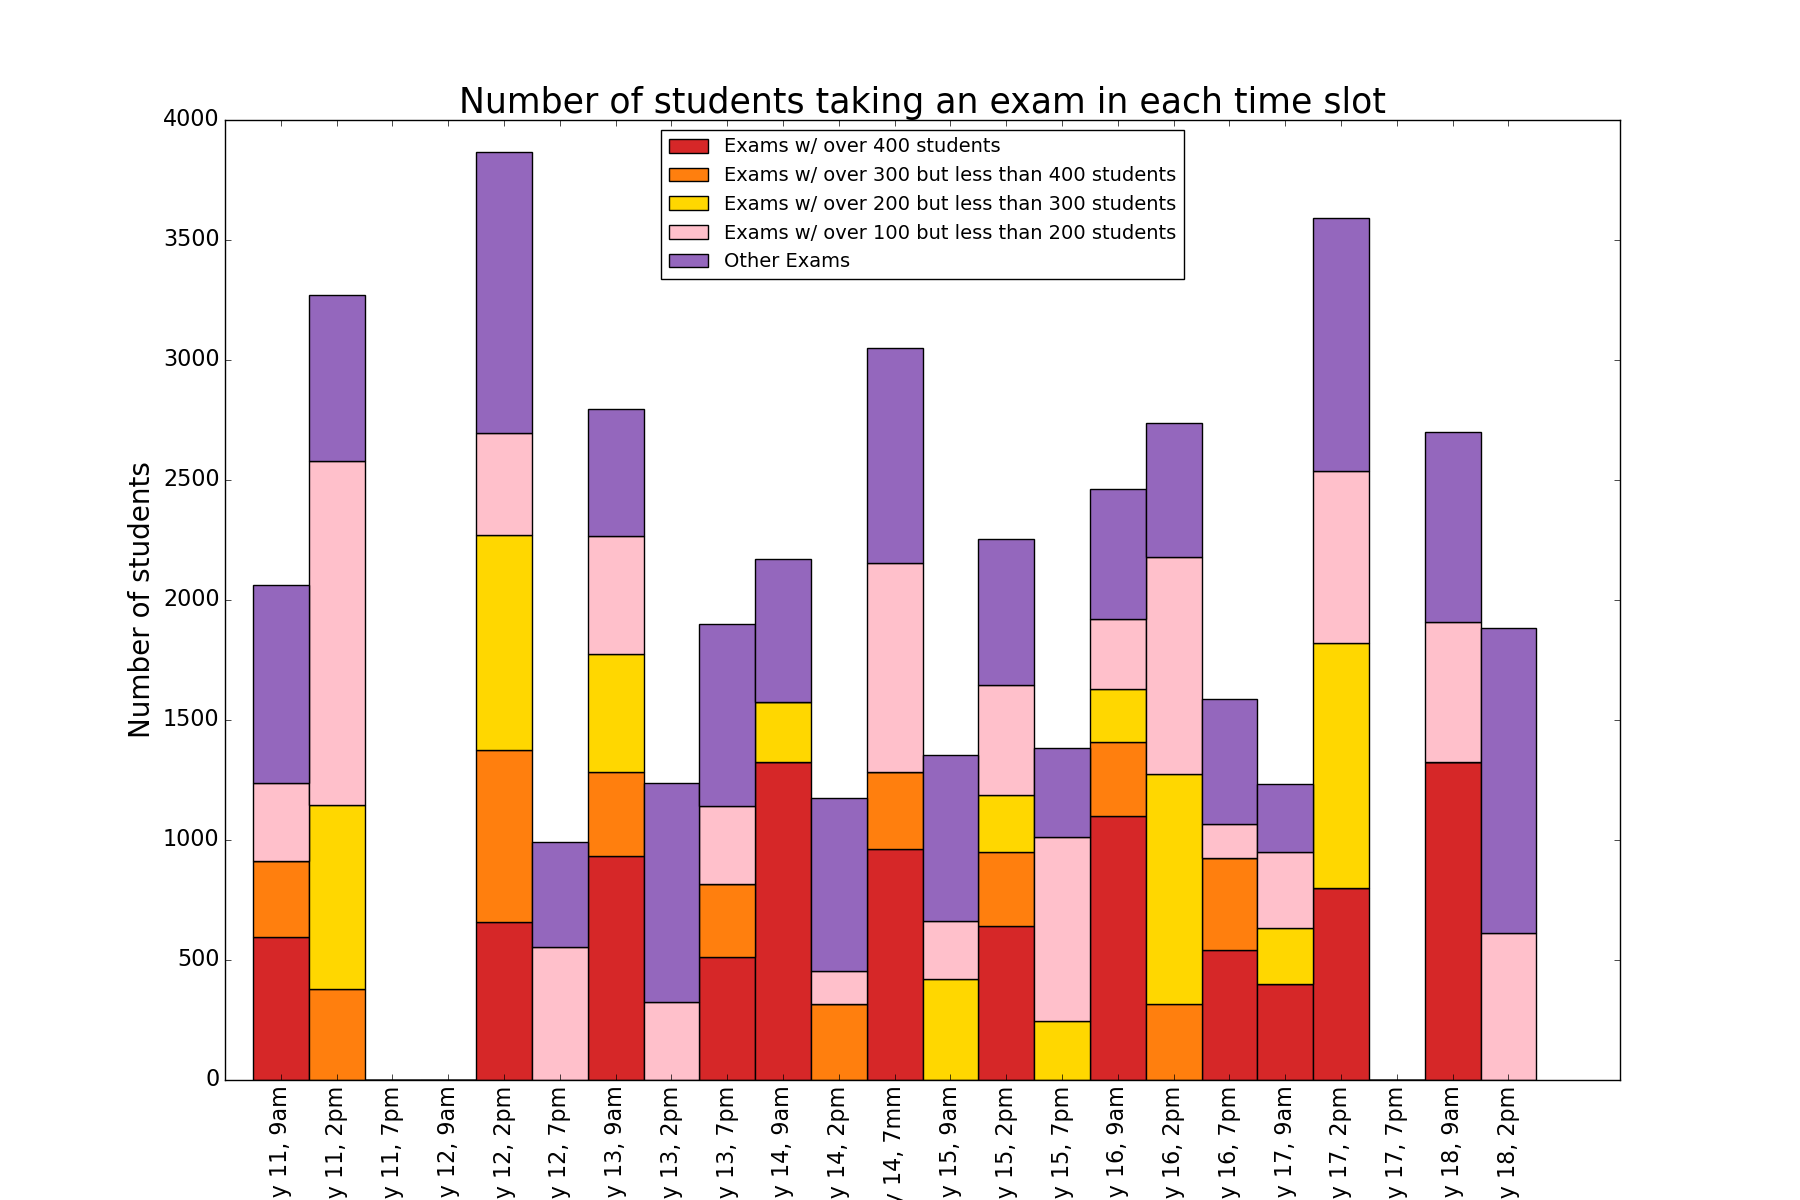 Number of students taking an exam in each time slot
Exams w/ over 400 students
Exams w/ over 300 but less than 400 students
Exams w/ over 200 but less than 300 students
Exams w/ over 100 but less than 200 students
Other Exams
Number of students
4000
3500
3000
2500
2000
1500
1000
500
0
y 11, 9am
y 11, 2pm
y 11, 7pm
y 12, 9am
y 12, 2pm
y 12, 7pm
y 13, 9am
y 13, 2pm
y 13, 7pm
y 14, 9am
y 14, 2pm
y 14, 7mm
y 15, 9am
y 15, 2pm
y 15, 7pm
y 16, 9am
y 16, 2pm
y 16, 7pm
y 17, 9am
y 17, 2pm
y 17, 7pm
y 18, 9am
y 18, 2pm